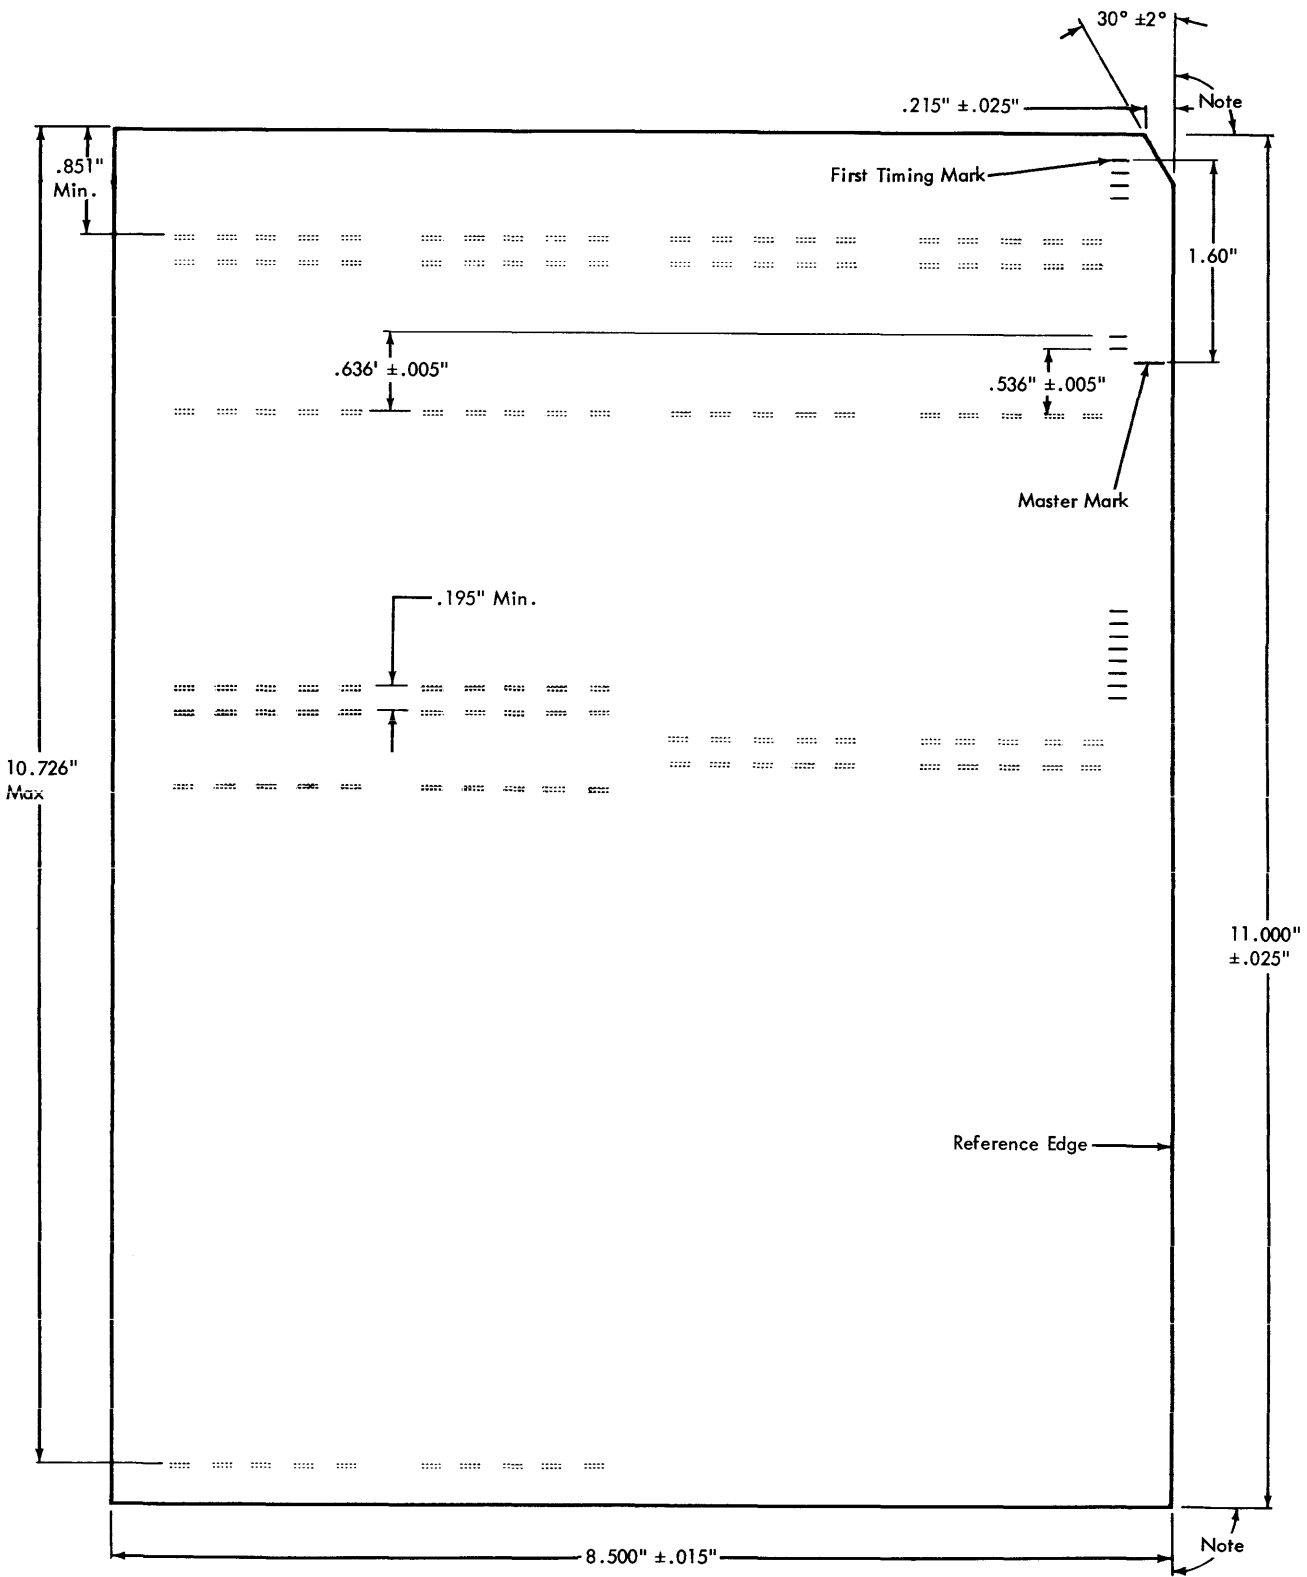 30° ±2°
.215" ±.025"
Note
.851"
Min.
First Timing Mark
1.60"
.636' ±.005"
.536" ±.005"
Master Mark
.195" Min.
10.726"
Max
11.000"
±.025"
Reference Edge
Note
8.500" ±.015"